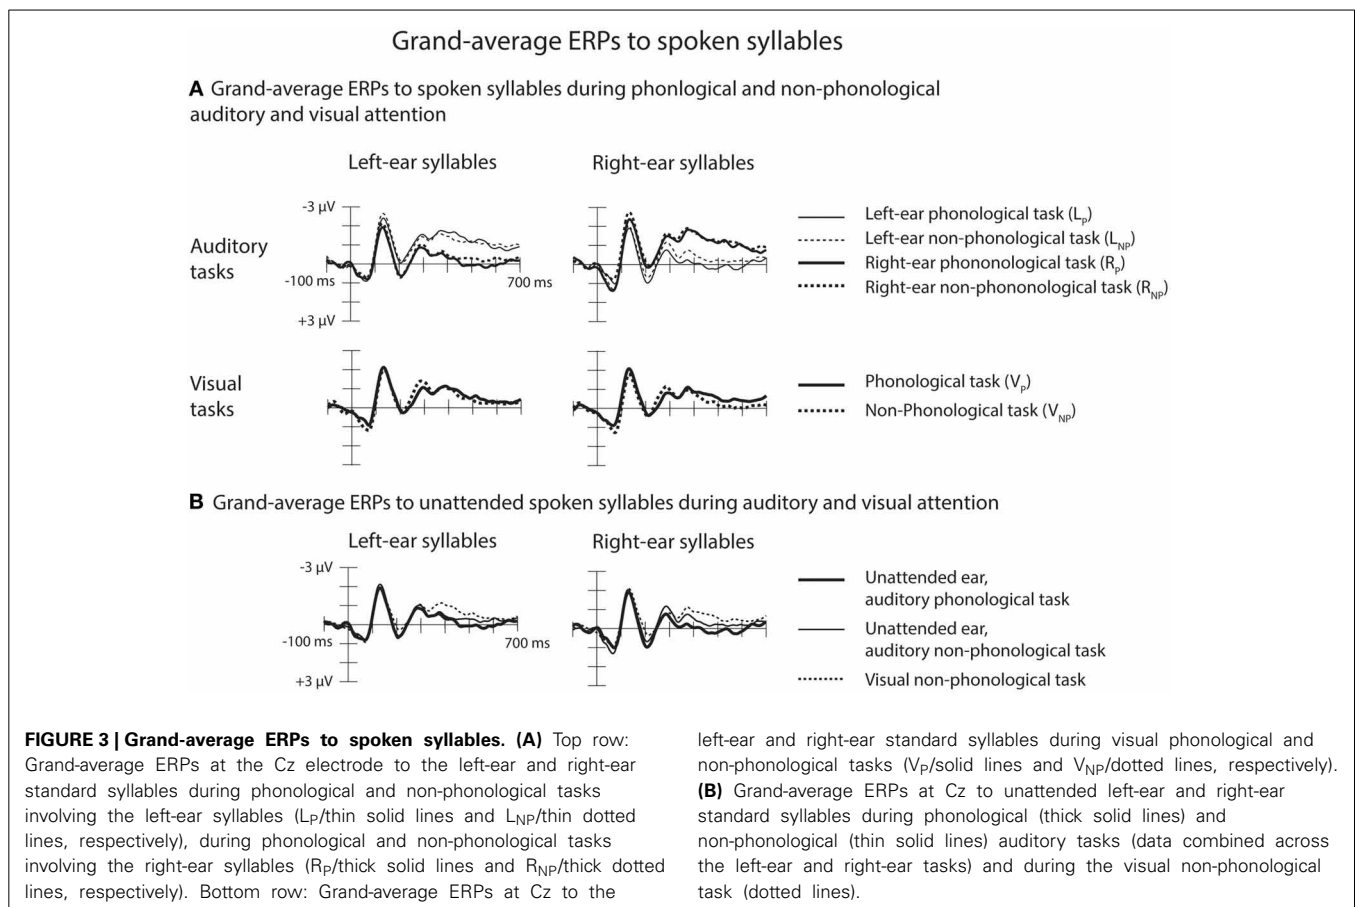 Grand-average ERPs to spoken syllables
A Grand-average ERPs to spoken syllables during phonlogical and non-phonological
auditory and visual attention
Left-ear syllables
Right-ear syllables
-3 µV
Auditory
tasks
-100 ms
700 ms
+3 µV
Left-ear phonological task (LP)
Left-ear non-phonological task (LNP)
Right-ear phononological task (RP)
Right-ear non-phononological task (RNP)
Visual
tasks
Phonological task (VP)
Non-Phonological task (VNP)
B Grand-average ERPs to unattended spoken syllables during auditory and visual attention
Left-ear syllables
Right-ear syllables
-3 µV
-100 ms
700 ms
+3 µV
Unattended ear,
auditory phonological task
Unattended ear,
auditory non-phonological task
Visual non-phonological task
FIGURE 3 | Grand-average ERPs to spoken syllables. (A) Top row:
Grand-average ERPs at the Cz electrode to the left-ear and right-ear
standard syllables during phonological and non-phonological tasks
involving the left-ear syllables (LP/thin solid lines and LNP/thin dotted
lines, respectively), during phonological and non-phonological tasks
involving the right-ear syllables (RP/thick solid lines and RNP/thick dotted
lines, respectively). Bottom row: Grand-average ERPs at Cz to the
left-ear and right-ear standard syllables during visual phonological and
non-phonological tasks (VP/solid lines and VNP/dotted lines, respectively).
(B) Grand-average ERPs at Cz to unattended left-ear and right-ear
standard syllables during phonological (thick solid lines) and
non-phonological (thin solid lines) auditory tasks (data combined across
the left-ear and right-ear tasks) and during the visual non-phonological
task (dotted lines).